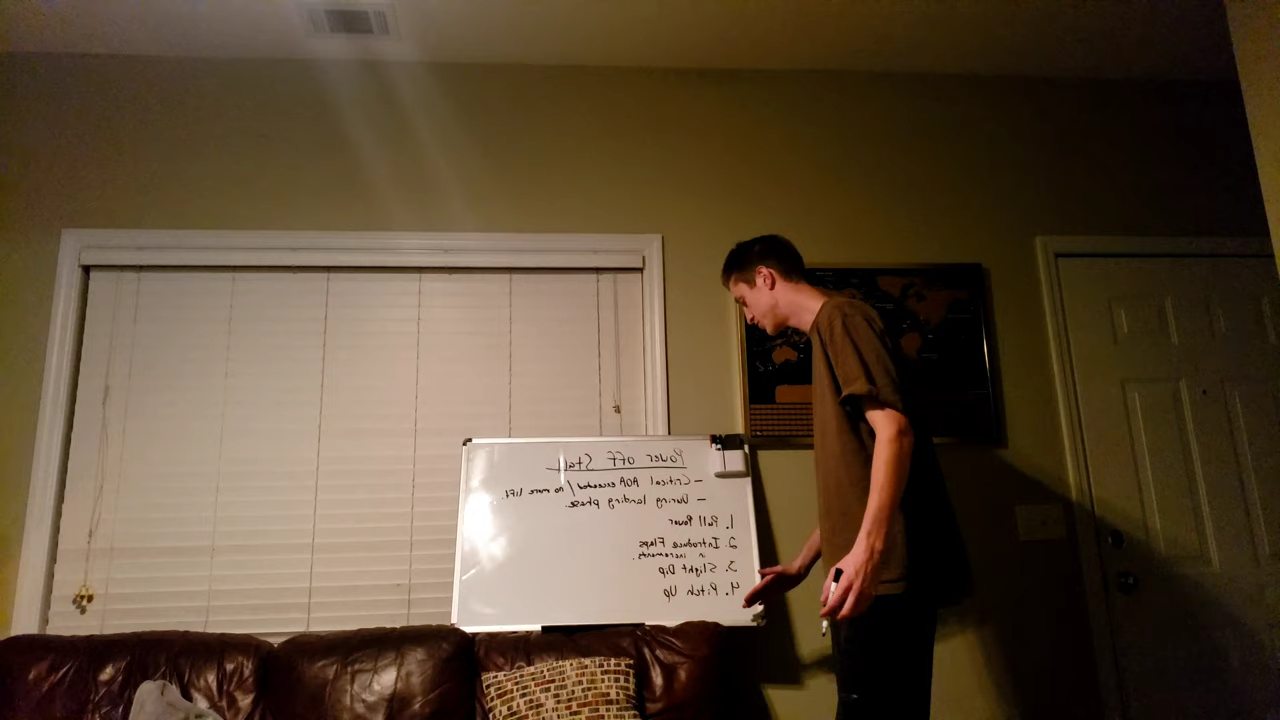 Power off Stall
- Critical AOA exceeded / no more lift.
- During landing phase.
1. Pull Power
2. Introduce Flaps
in increments.
3. Slight Dip
4. Pitch Up